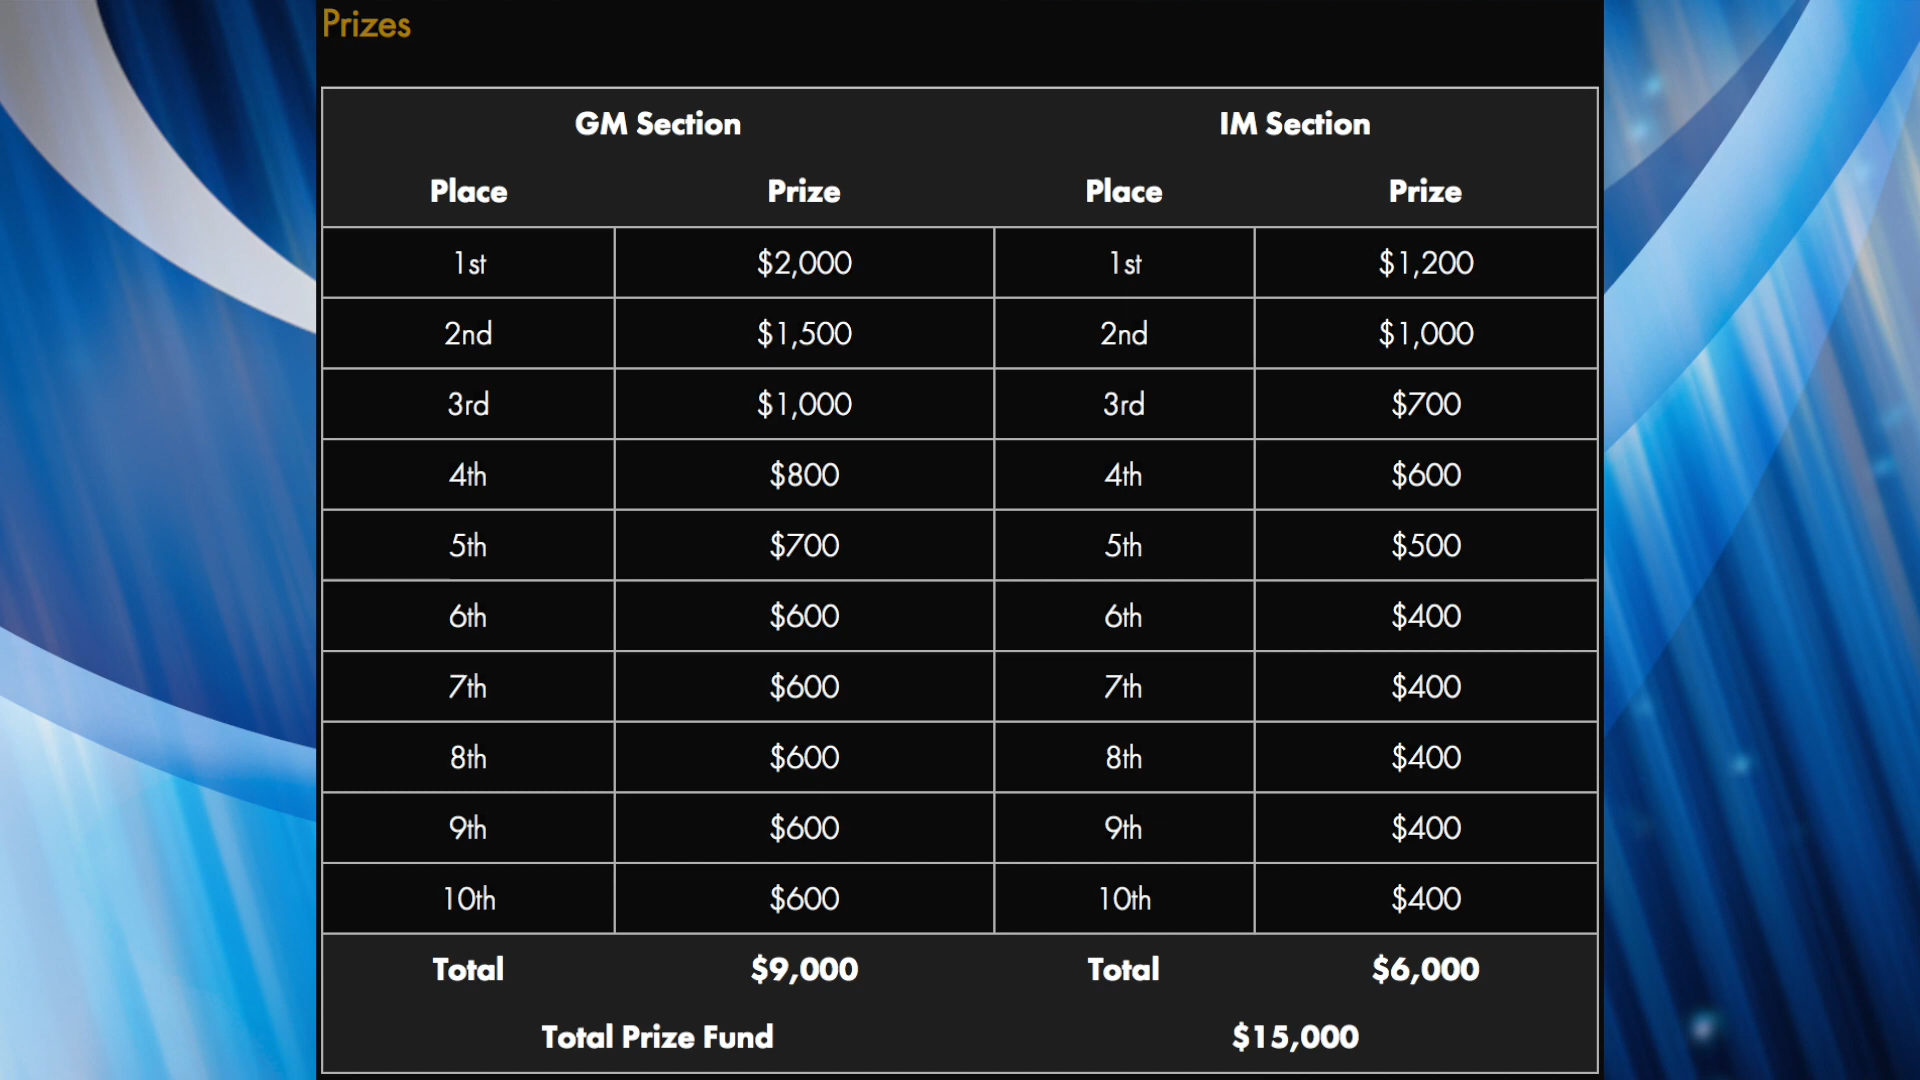 Prizes
GM Section IM Section
Place Prize Place Prize
1st $2,000 1st $1,200
2nd $1,500 2nd $1,000
3rd $1,000 3rd $700
4th $800 4th $600
5th $700 5th $500
6th $600 6th $400
7th $600 7th $400
8th $600 8th $400
9th $600 9th $400
10th $600 10th $400
Total $9,000 Total $6,000
Total Prize Fund $15,000